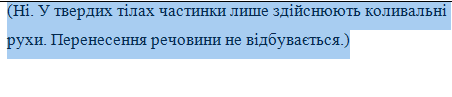 (Ні. У твердих тілах частинки лише здійснюють коливальні
рухи. Перенесення речовини не відбувається.)